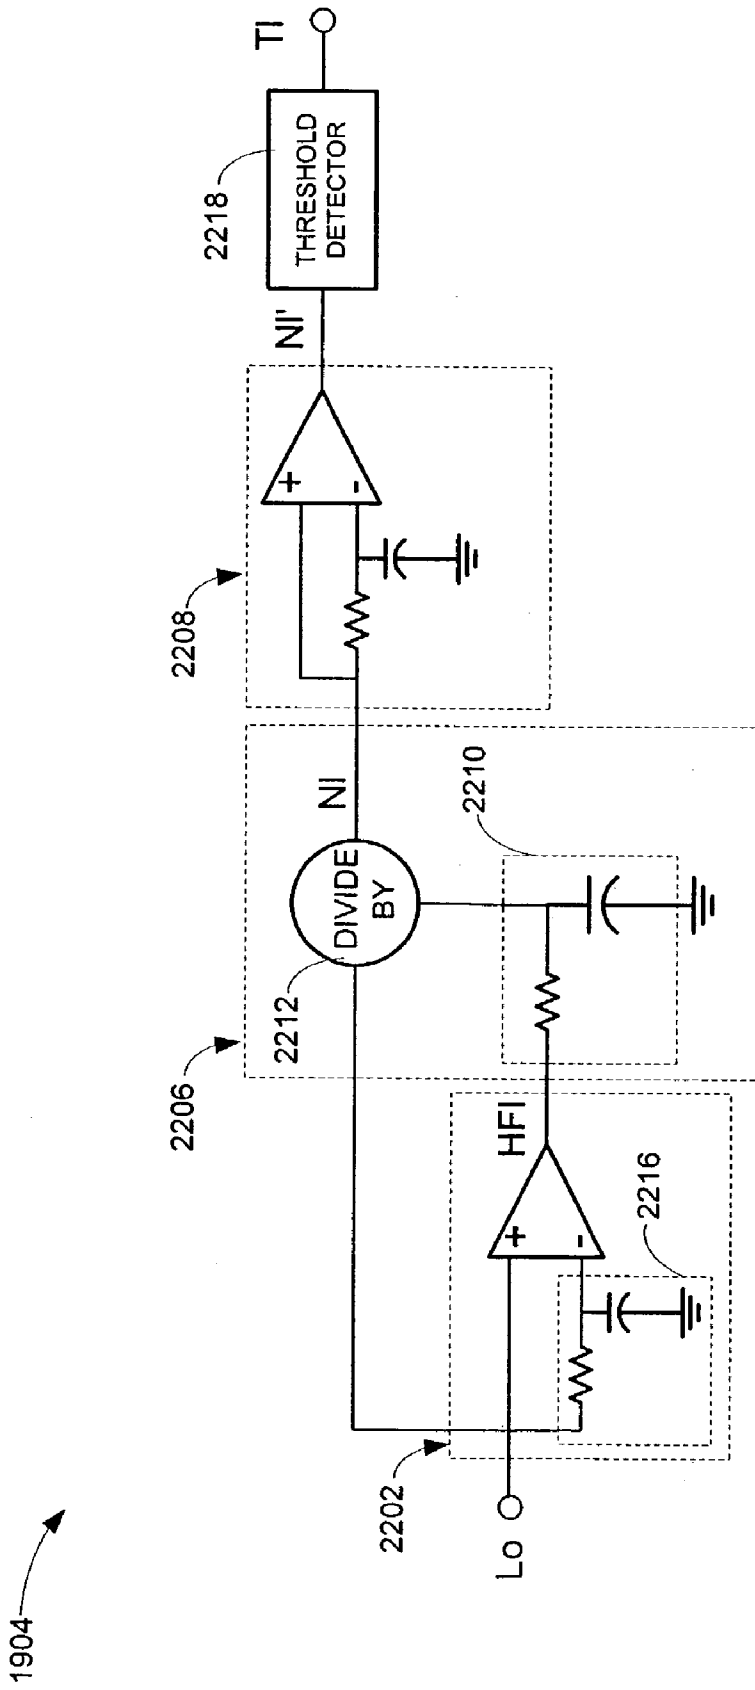 1904
Lo
2202
2216
+
-
HFI
2206
2212
DIVIDE
BY
2210
NI
2208
+
-
NI'
2218
THRESHOLD
DETECTOR
TI